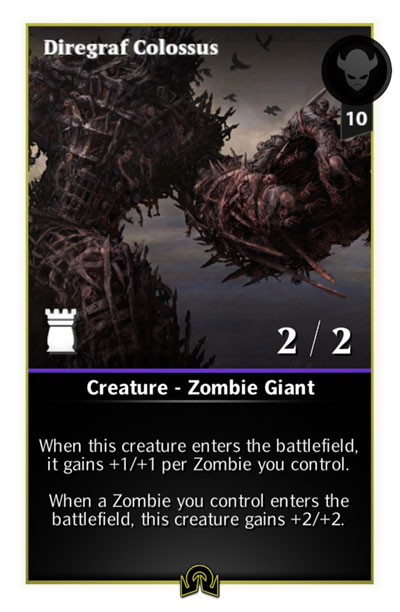 Diregraf Colossus
10
2 / 2
Creature - Zombie Giant
When this creature enters the battlefield,
it gains +1/+1 per Zombie you control.
When a Zombie you control enters the
battlefield, this creature gains +2/+2.